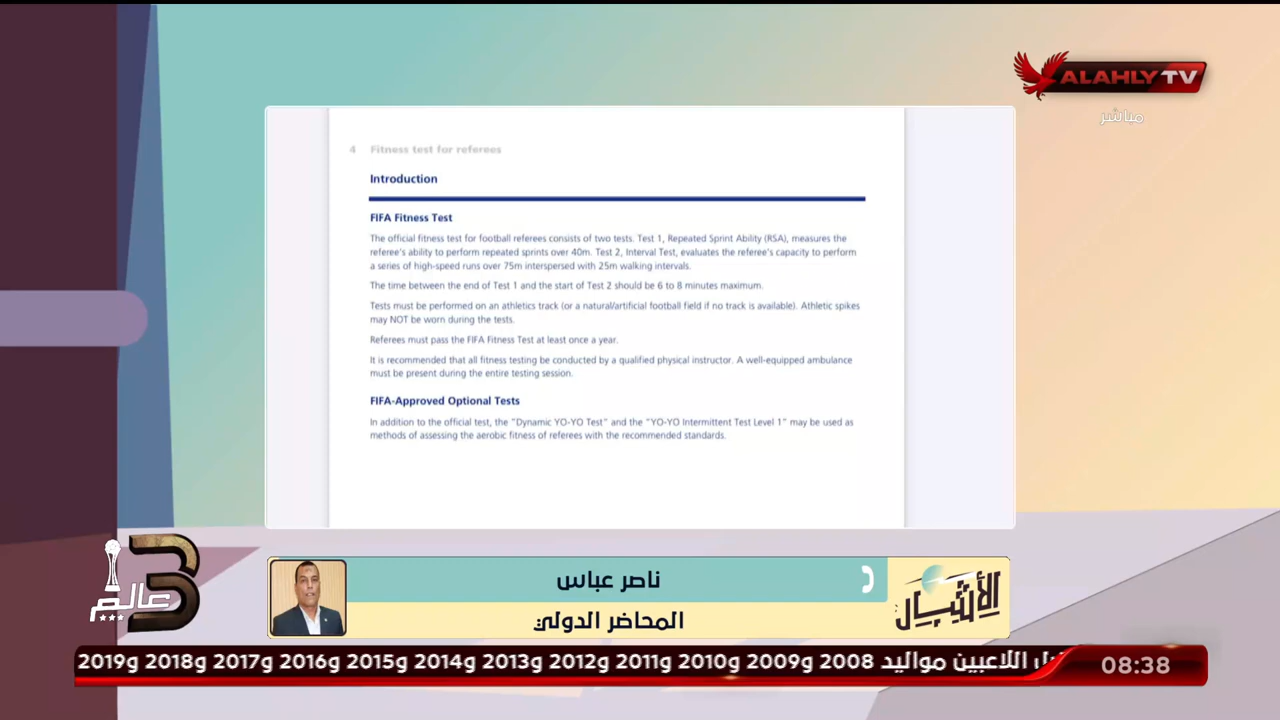 ALAHLY TV
مباشر
4 Fitness test for referees
Introduction
FIFA Fitness Test
The official fitness test for football referees consists of two tests. Test 1, Repeated Sprint Ability (RSA), measures the
referee's ability to perform repeated sprints over 40m. Test 2, Interval Test, evaluates the referee's capacity to perform
a series of high-speed runs over 75m interspersed with 25m walking intervals.
The time between the end of Test 1 and the start of Test 2 should be 6 to 8 minutes maximum.
Tests must be performed on an athletics track (or a natural/artificial football field if no track is available). Athletic spikes
may NOT be worn during the tests.
Referees must pass the FIFA Fitness Test at least once a year.
It is recommended that all fitness testing be conducted by a qualified physical instructor. A well-equipped ambulance
must be present during the entire testing session.
FIFA-Approved Optional Tests
In addition to the official test, the "Dynamic YO-YO Test" and the "YO-YO Intermittent Test Level 1" may be used as
methods of assessing the aerobic fitness of referees with the recommended standards.
3
عالم
ناصر عباس
المحاضر الدولي
الأشبال
اللاعبين مواليد 2008 و2009 و2010 و2011 و2012 و2013 و2014 و2015 و2016 و2017 و2018 و2019
08:38